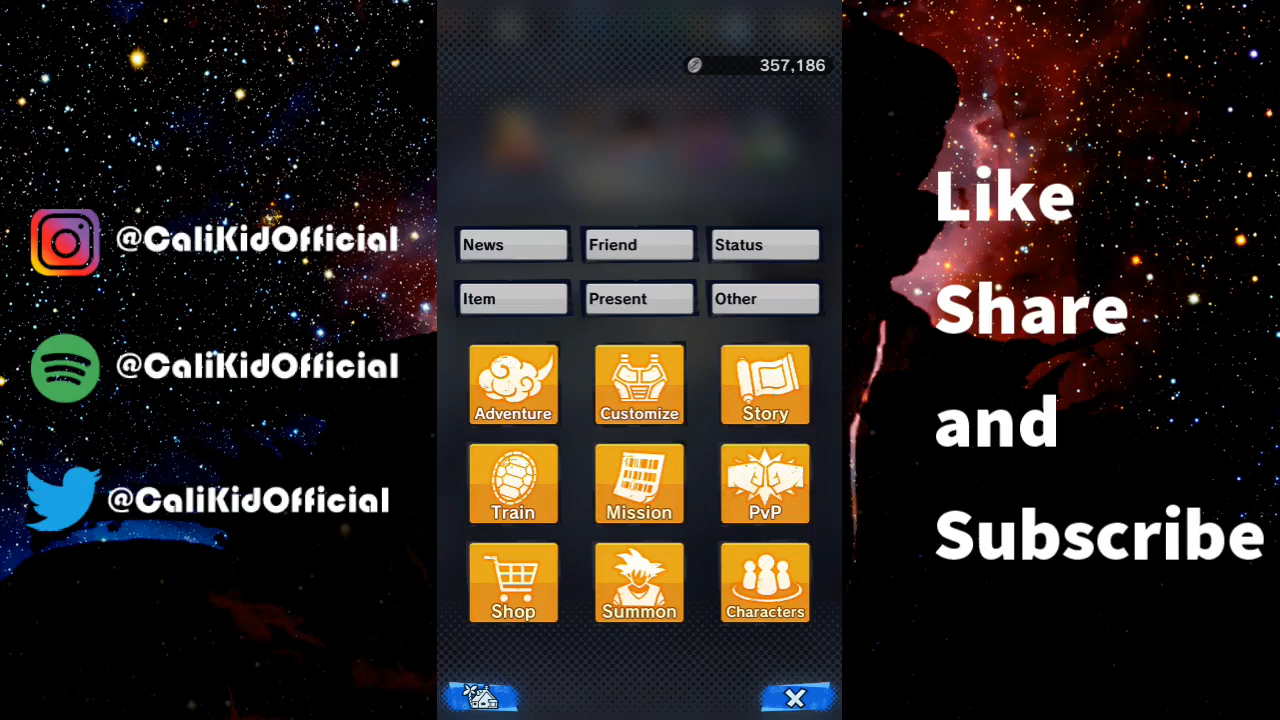 @CaliKidOfficial
@CaliKidOfficial
@CaliKidOfficial
357,186
News Friend Status
Item Present Other
Adventure Customize Story
Train Mission PvP
Shop Summon Characters
Like
Share
and
Subscribe